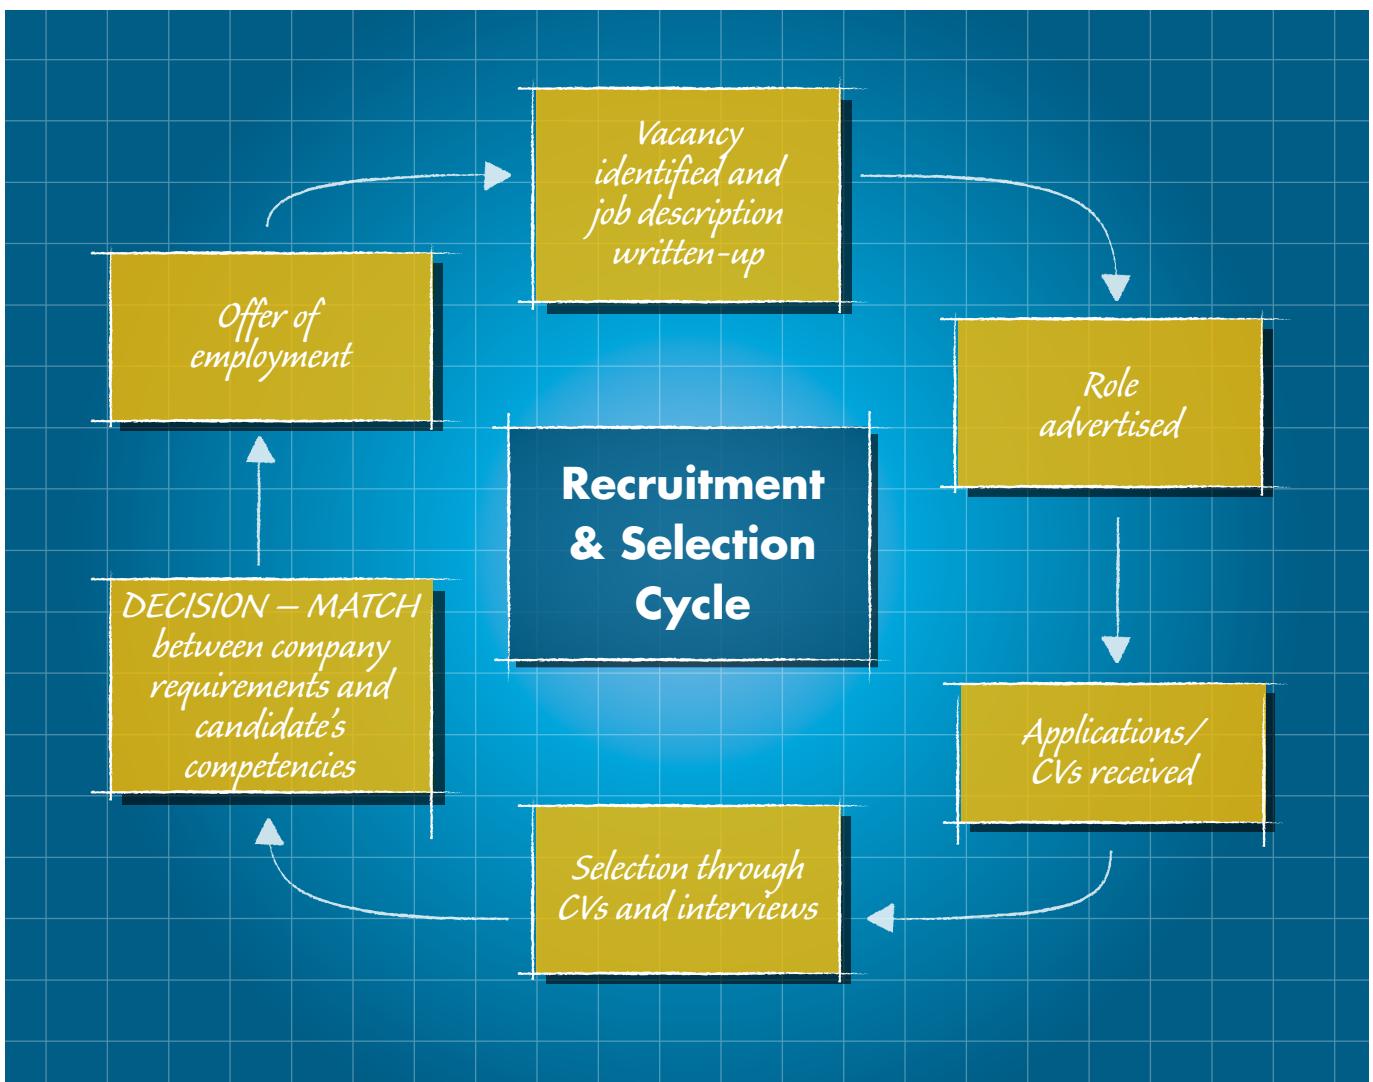 Vacancy
identified and
job description
written-up
Role
advertised
Applications/
CVs received
Selection through
CVs and interviews
DECISION – MATCH
between company
requirements and
candidate's
competencies
Offer of
employment
Recruitment
& Selection
Cycle